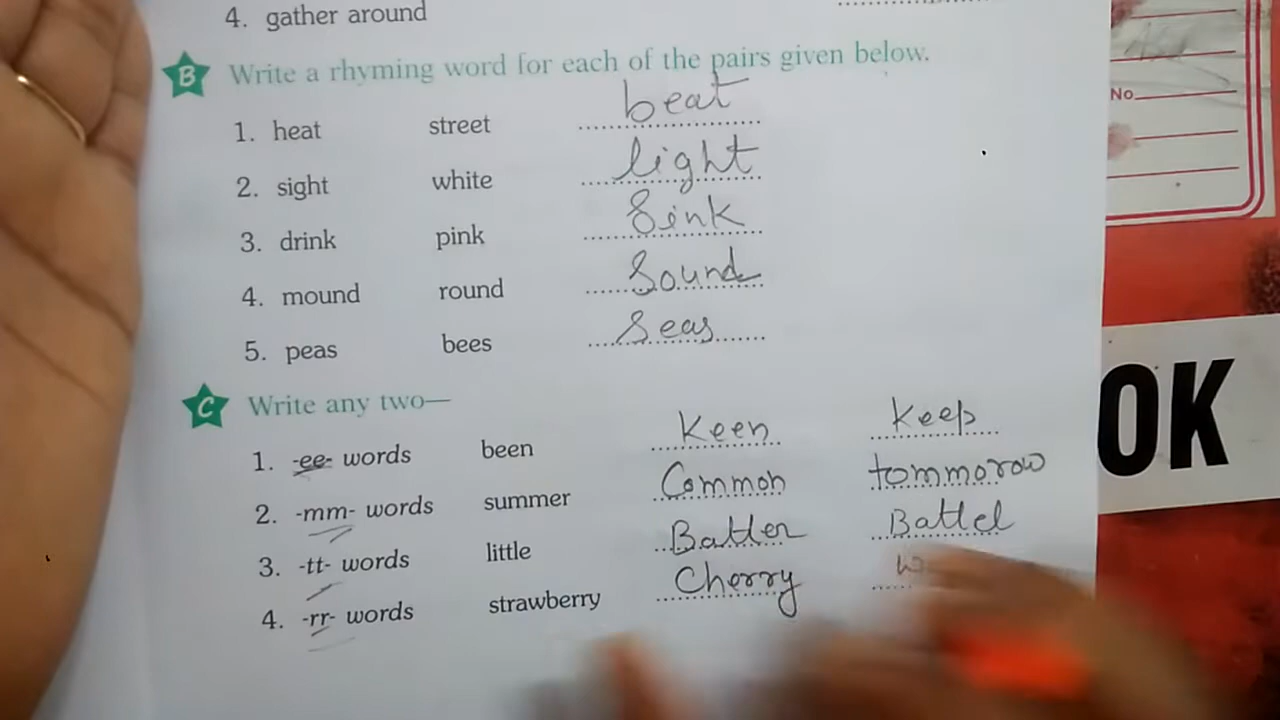 4. gather around
B Write a rhyming word for each of the pairs given below.
1. heat street beat
2. sight white light
3. drink pink Sink
4. mound round Sound
5. peas bees Seas
C Write any two—
1. -ee- words been Keen Keep
2. -mm- words summer Common tommorow
3. -tt- words little Batter Battel
4. -rr- words strawberry Cherry
No
OK